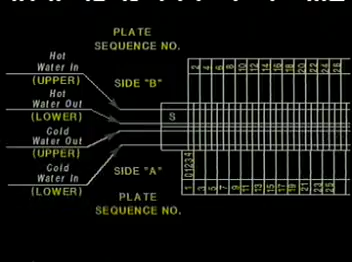 PLATE
SEQUENCE NO.
Hot
Water In
(UPPER)
SIDE "B"
Hot
Water Out
(LOWER)
S
Cold
Water Out
(UPPER)
Cold
Water In
(LOWER)
SIDE "A"
PLATE
SEQUENCE NO.
2 4 6 8 10 12 14 16 18 20 22 24 26
01234
1 3 5 7 9 11 13 15 17 19 21 23 25